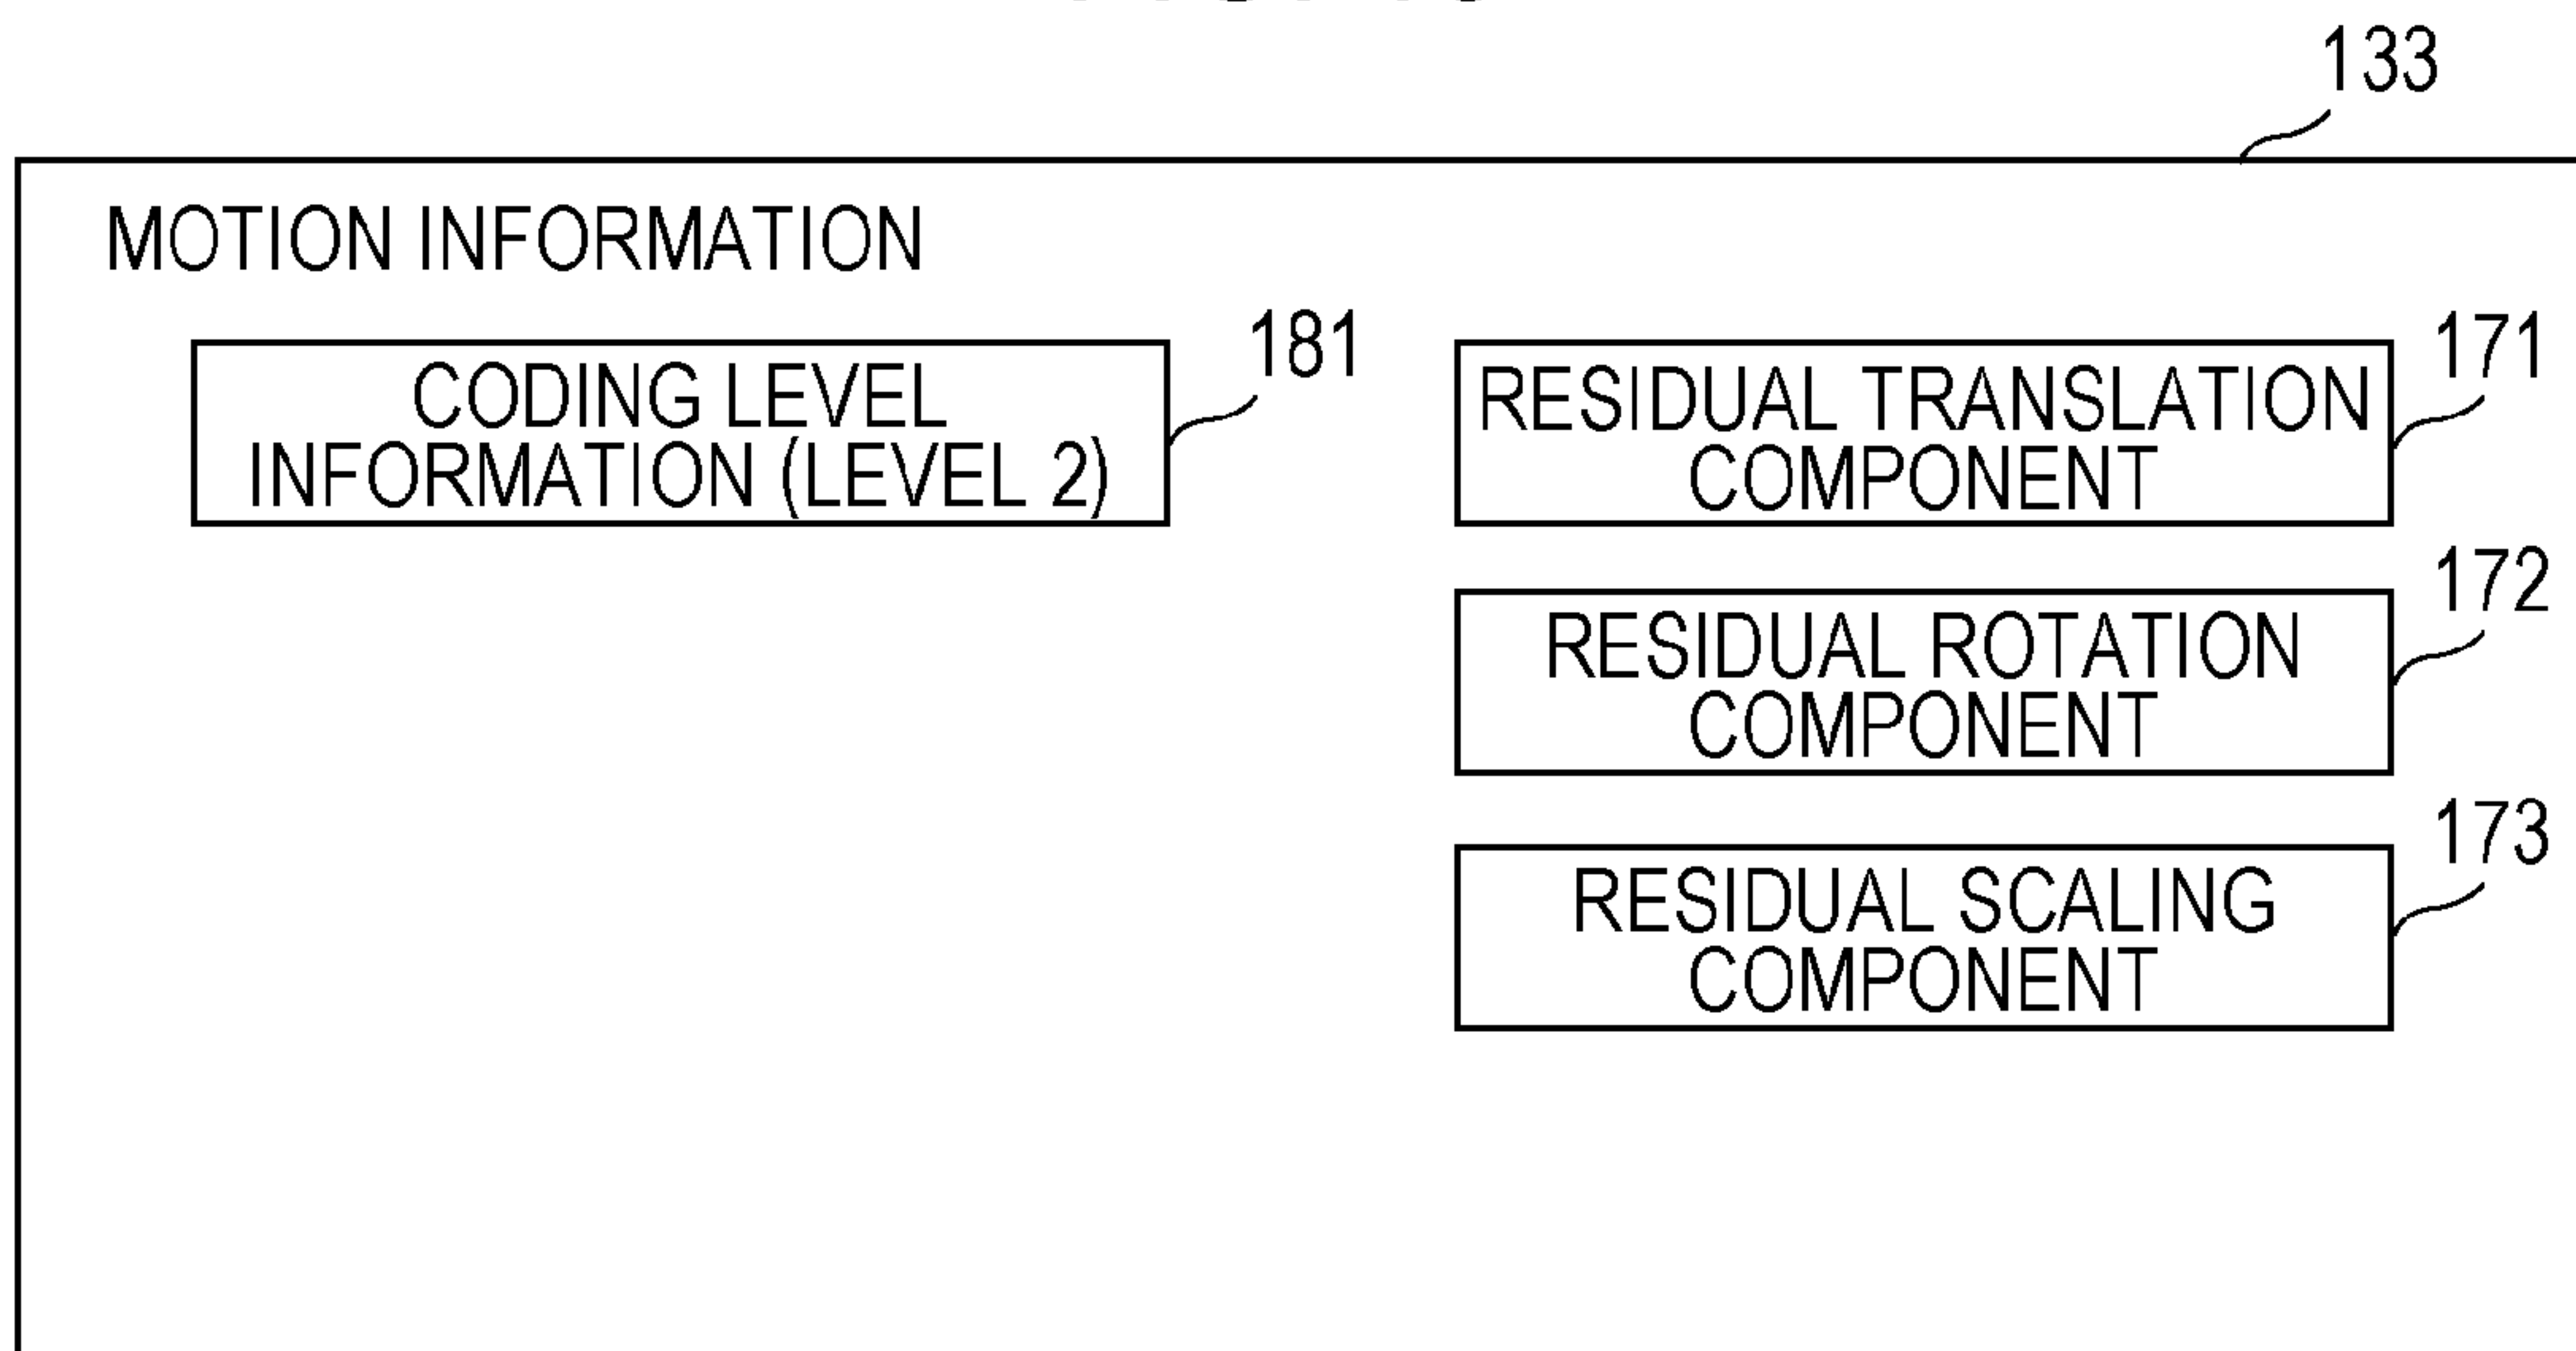 133
MOTION INFORMATION
181
CODING LEVEL
INFORMATION (LEVEL 2)
171
RESIDUAL TRANSLATION
COMPONENT
172
RESIDUAL ROTATION
COMPONENT
173
RESIDUAL SCALING
COMPONENT